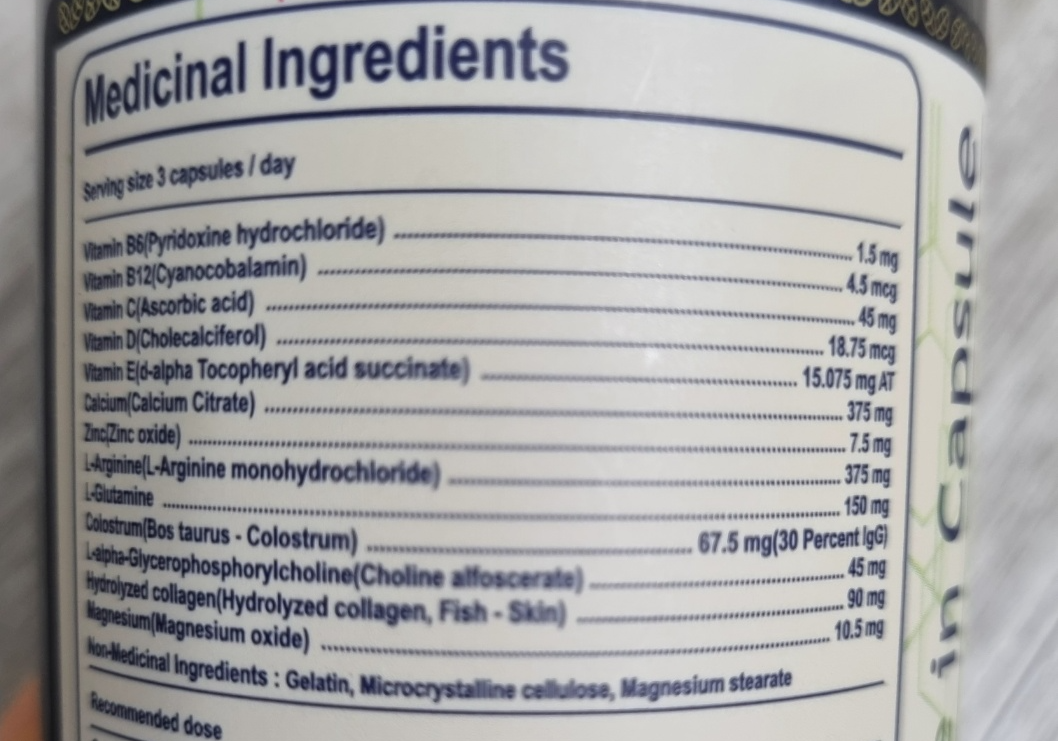 Medicinal Ingredients
Serving size 3 capsules / day
Vitamin B6(Pyridoxine hydrochloride) ........ 1.5 mg
Vitamin B12(Cyanocobalamin) ........ 4.5 mcg
Vitamin C(Ascorbic acid) ........ 45 mg
Vitamin D(Cholecalciferol) ........ 18.75 mcg
Vitamin E(d-alpha Tocopheryl acid succinate) ........ 15.075 mg AT
Calcium(Calcium Citrate) ........ 375 mg
Zinc(Zinc oxide) ........ 7.5 mg
L-Arginine(L-Arginine monohydrochloride) ........ 375 mg
L-Glutamine ........ 150 mg
Colostrum(Bos taurus - Colostrum) ........ 67.5 mg(30 Percent IgG)
L-alpha-Glycerophosphorylcholine(Choline alfoscerate) ........ 45 mg
Hydrolyzed collagen(Hydrolyzed collagen, Fish - Skin) ........ 90 mg
Magnesium(Magnesium oxide) ........ 10.5 mg
Non-Medicinal Ingredients : Gelatin, Microcrystalline cellulose, Magnesium stearate
Recommended dose
in Capsule